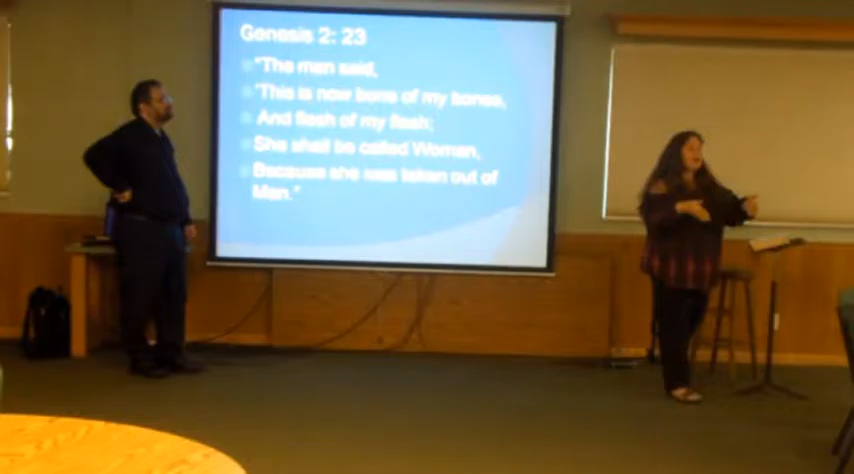 Genesis 2: 23
"The man said,
'This is now bone of my bones,
And flesh of my flesh;
She shall be called Woman,
Because she was taken out of
Man."